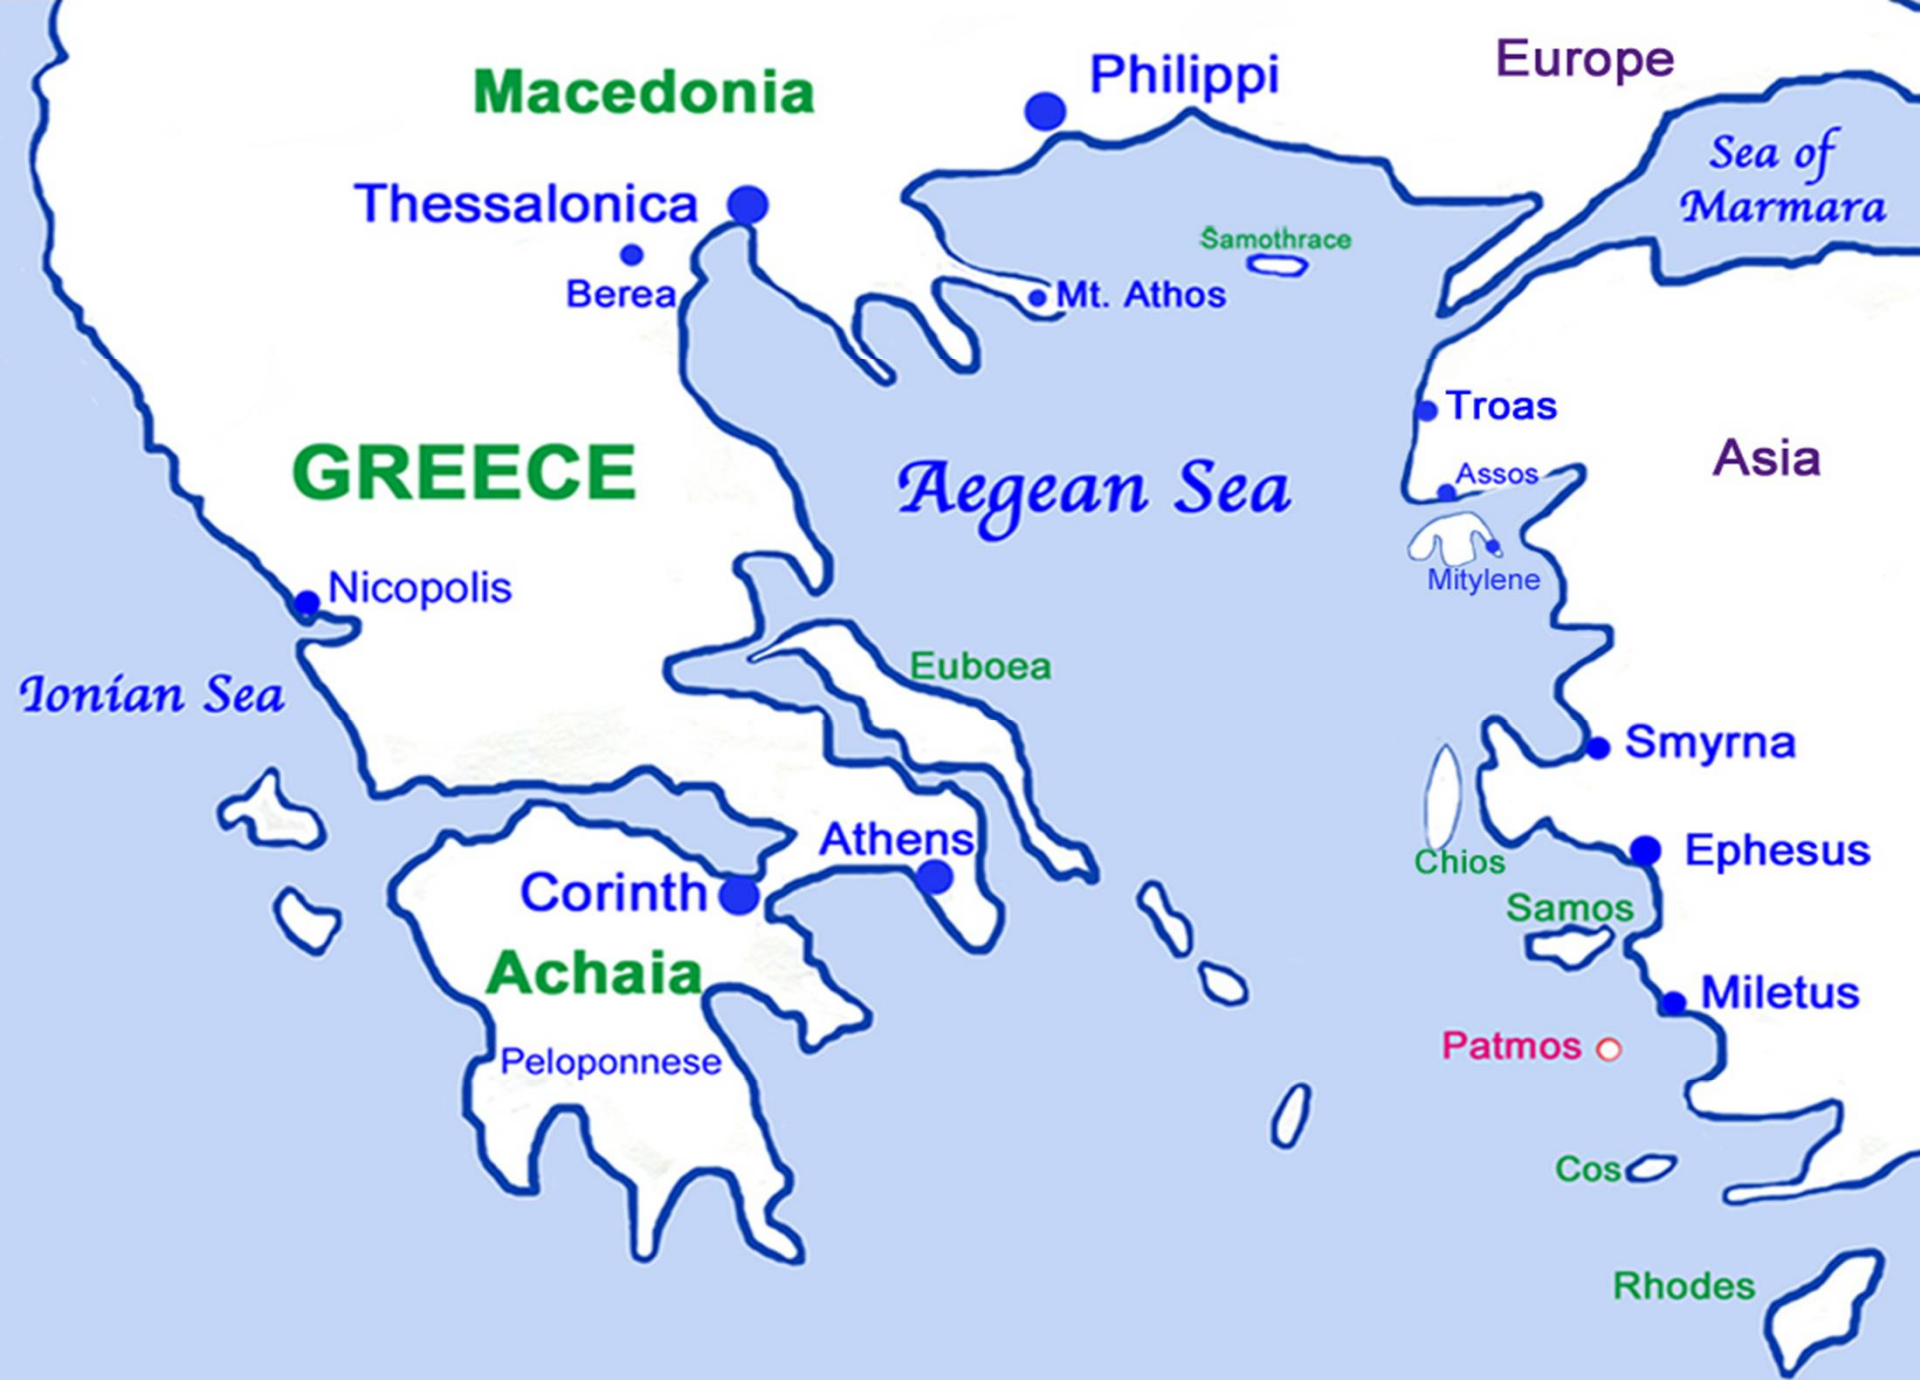 Europe
Philippi
Macedonia
Sea of
Marmara
Thessalonica
Samothrace
Berea
Mt. Athos
Troas
Asia
GREECE
Assos
Aegean Sea
Mitylene
Nicopolis
Euboea
Ionian Sea
Smyrna
Athens
Ephesus
Chios
Corinth
Samos
Achaia
Miletus
Patmos
Peloponnese
Cos
Rhodes